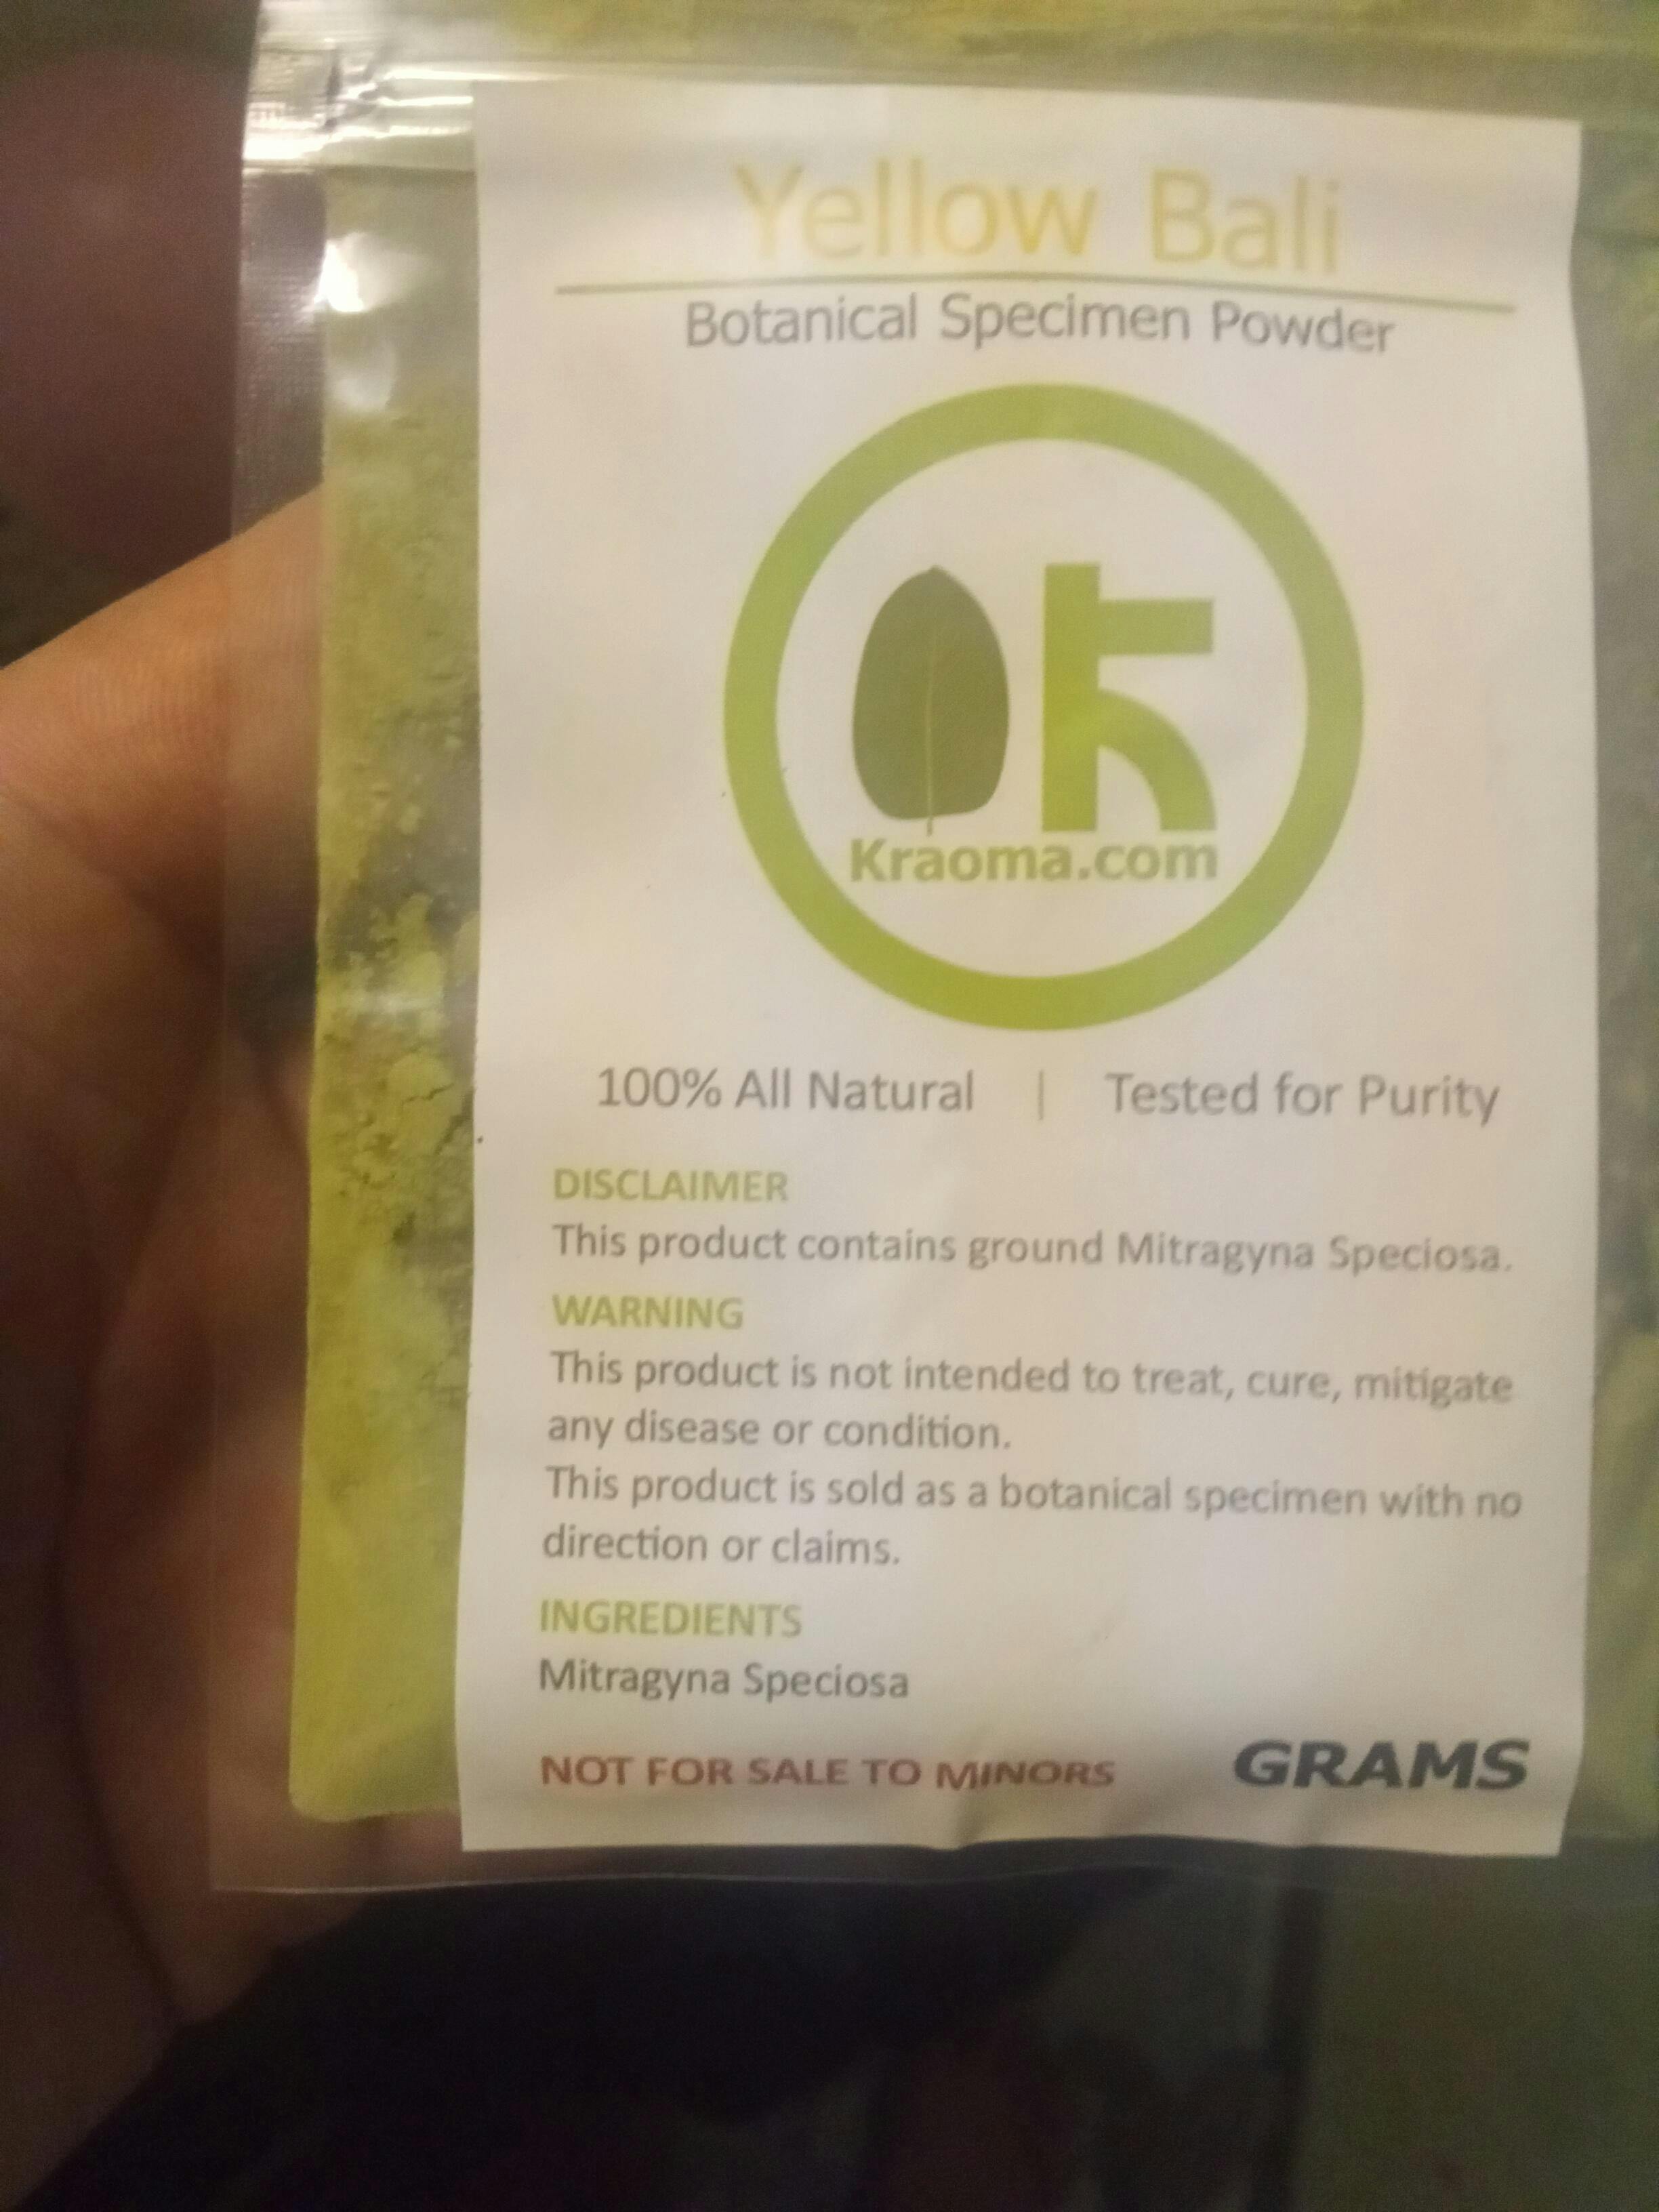 Yellow Bali
Botanical Specimen Powder
Kraoma.com
100% All Natural | Tested for Purity
DISCLAIMER
This product contains ground Mitragyna Speciosa.
WARNING
This product is not intended to treat, cure, mitigate
any disease or condition.
This product is sold as a botanical specimen with no
direction or claims.
INGREDIENTS
Mitragyna Speciosa
NOT FOR SALE TO MINORS GRAMS